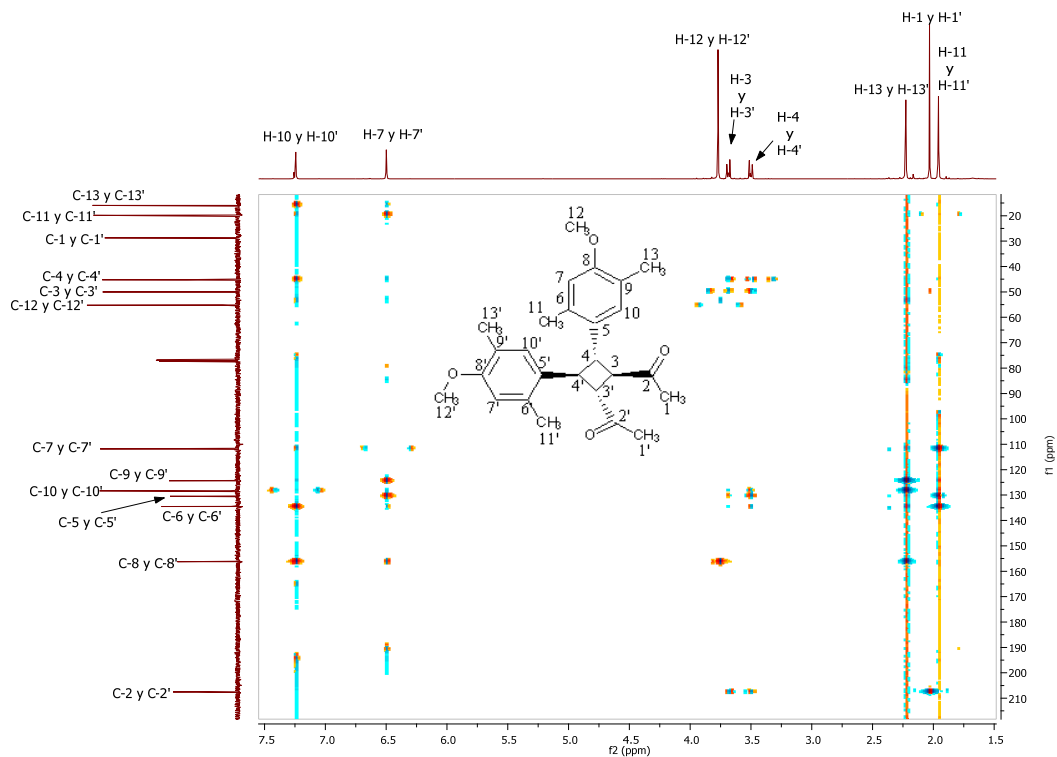 H-1 y H-1'
H-12 y H-12'
H-11
y
H-11'
H-3
y
H-3'
H-13 y H-13'
H-4
y
H-4'
H-10 y H-10'
H-7 y H-7'
C-13 y C-13'
C-11 y C-11'
C-1 y C-1'
C-4 y C-4'
C-3 y C-3'
C-12 y C-12'
C-7 y C-7'
C-9 y C-9'
C-10 y C-10'
C-5 y C-5'
C-6 y C-6'
C-8 y C-8'
C-2 y C-2'
12
CH₃
O
13
8
CH₃
7
9
6
11
10
CH₃
5
13'
CH₃
9'
10'
4
3
O
8'
5'
O
4'
3'
2
CH₃
1
CH₃
12'
7'
6'
CH₃
11'
2'
O
CH₃
1'
20
30
40
50
60
70
80
90
100
110
120
130
140
150
160
170
180
190
200
210
f1 (ppm)
7.5 7.0 6.5 6.0 5.5 5.0 4.5 4.0 3.5 3.0 2.5 2.0 1.5
f2 (ppm)